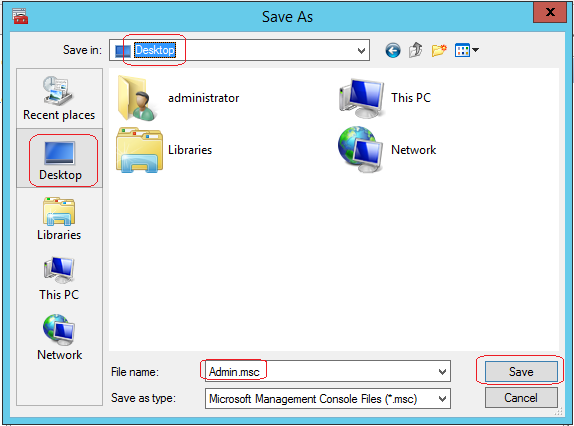 Save As
x
Save in: Desktop
Recent places
Desktop
Libraries
This PC
Network
administrator
This PC
Libraries
Network
File name: Admin.msc Save
Save as type: Microsoft Management Console Files (*.msc) Cancel